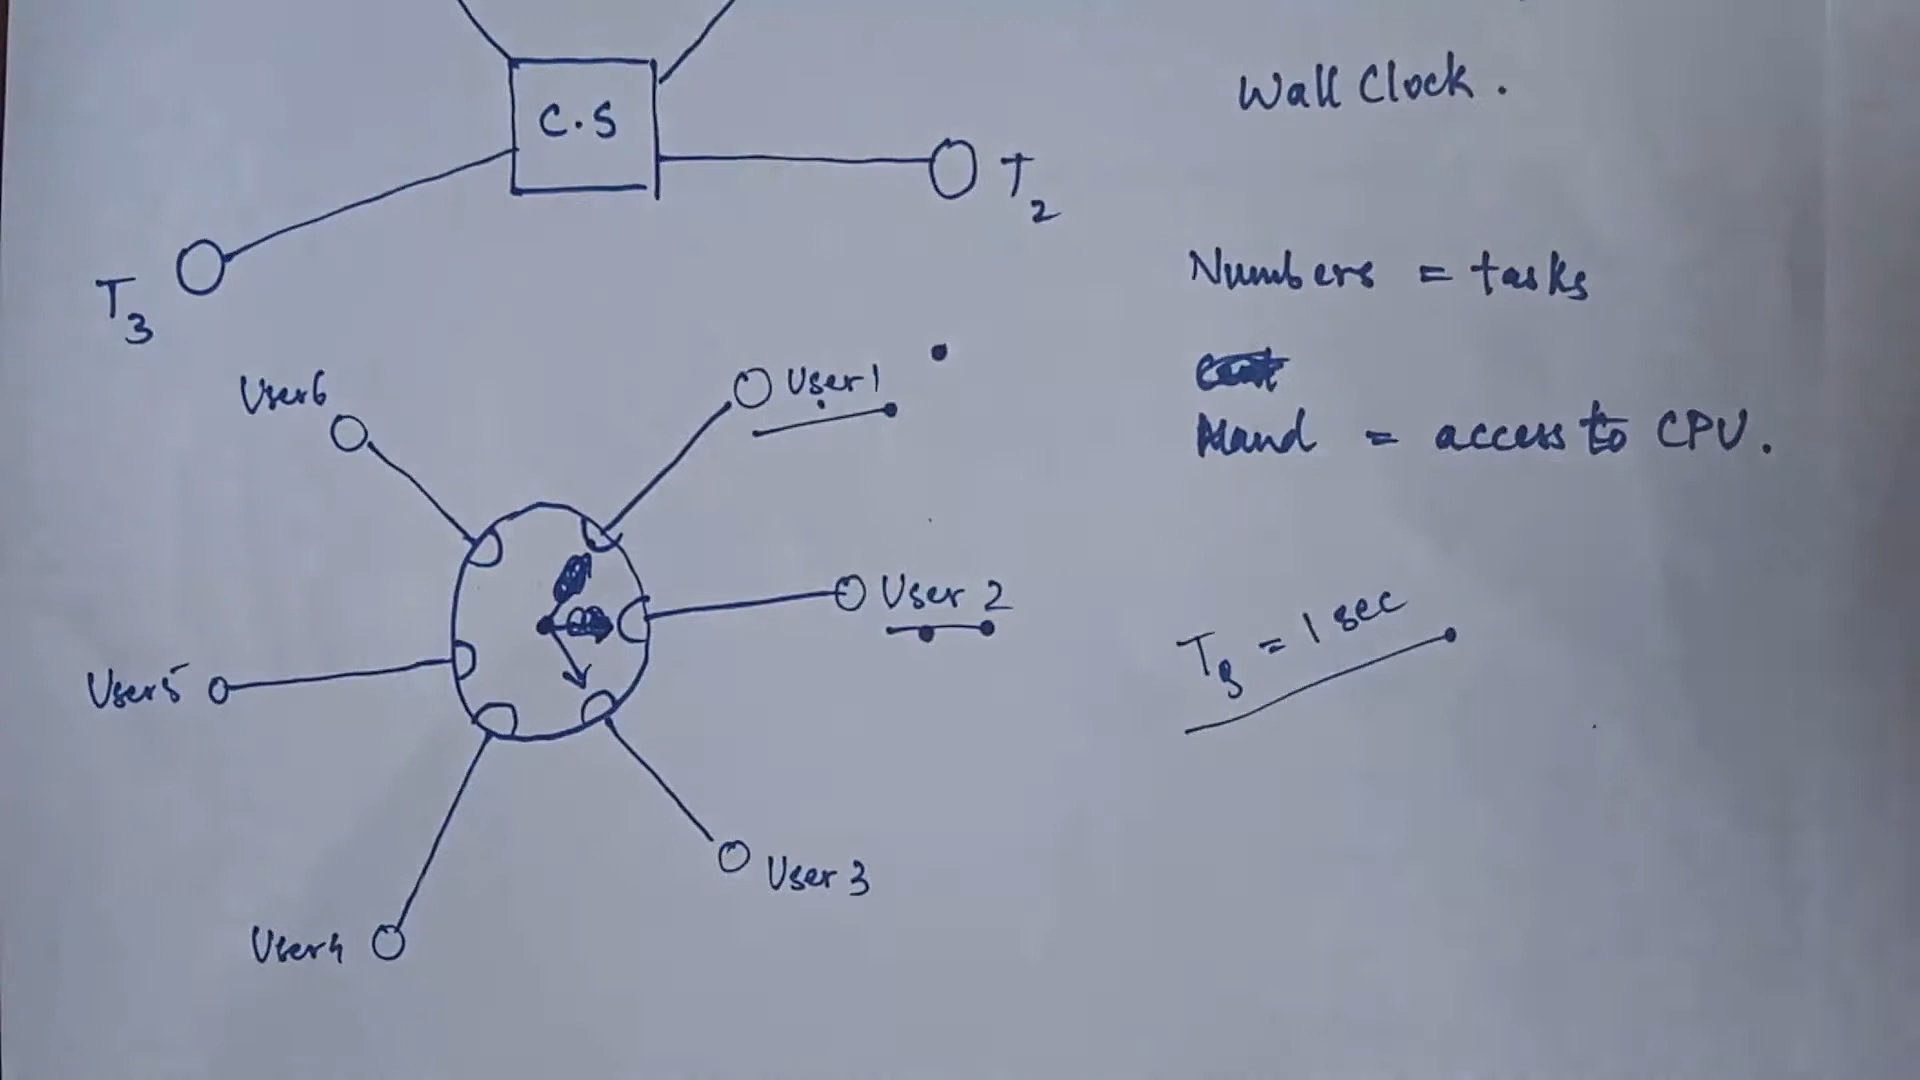 C.S
Wall Clock.
T2
T3
Numbers = tasks
Hand = access to CPU.
User6
User1
User 2
User5
User 3
User4
= 1 sec